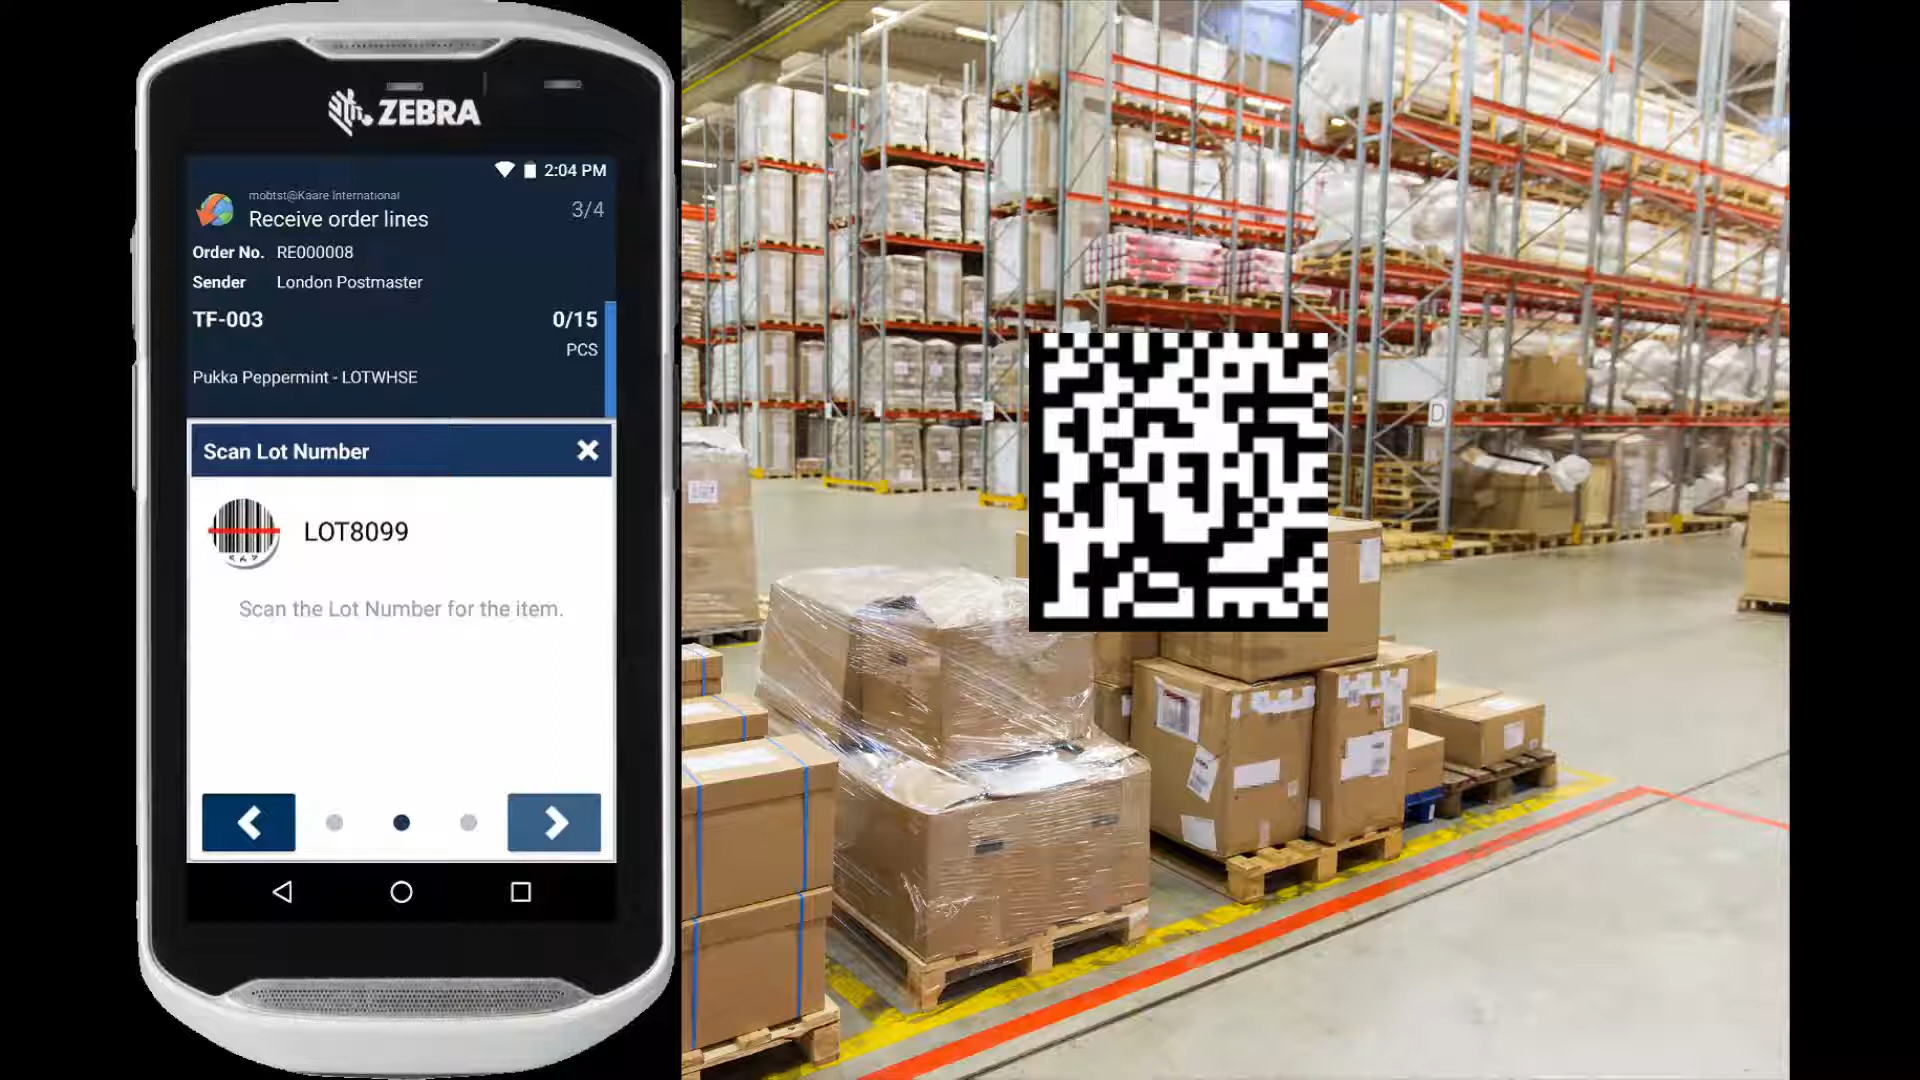 ZEBRA
2:04 PM
mobtst@Kaare International
Receive order lines
3/4
Order No. RE000008
Sender London Postmaster
TF-003
0/15
PCS
Pukka Peppermint - LOTWHSE
Scan Lot Number
LOT8099
Scan the Lot Number for the item.
D